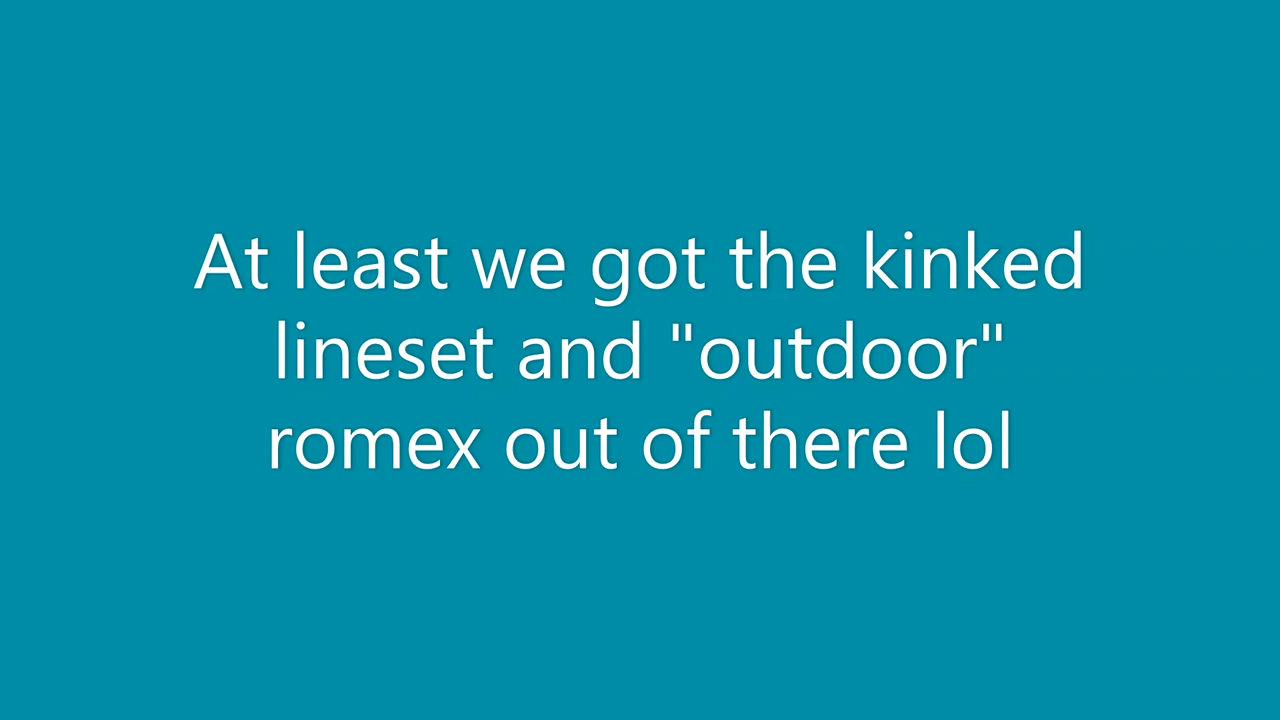 At least we got the kinked
lineset and "outdoor"
romex out of there lol